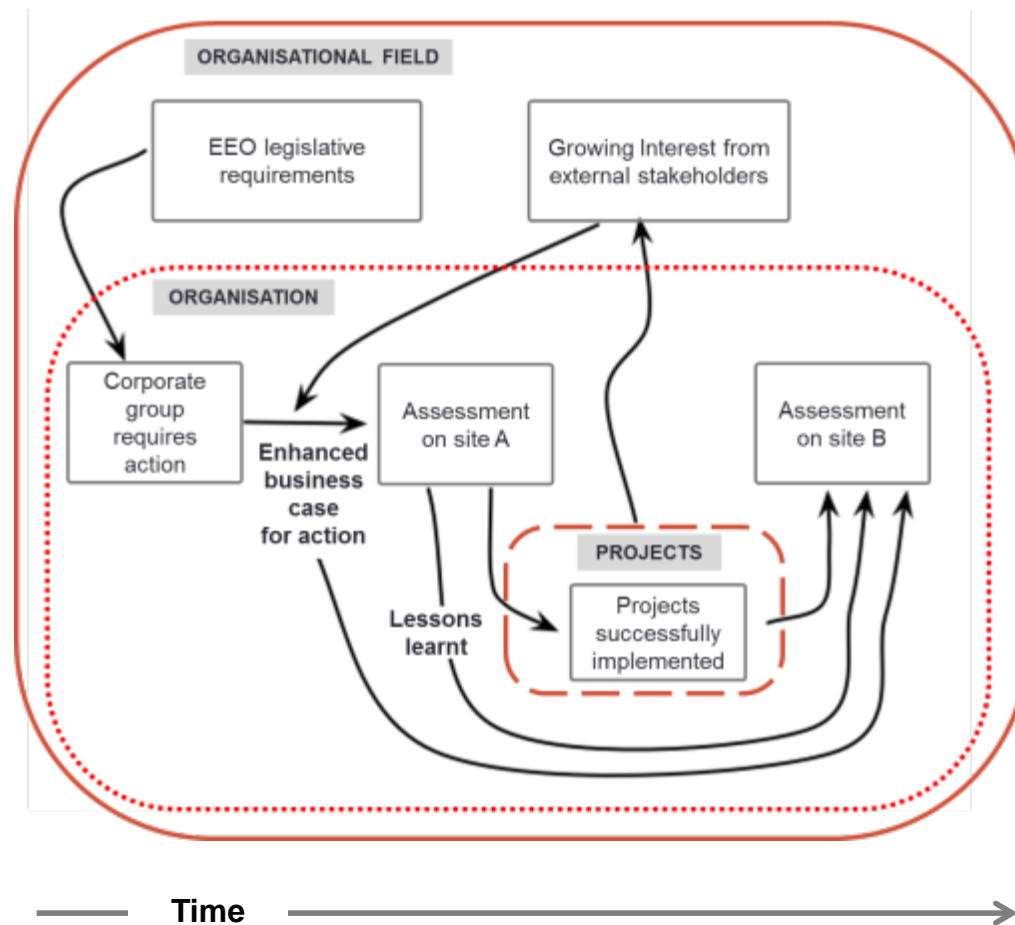 ORGANISATIONAL FIELD
EEO legislative
requirements
Growing Interest from
external stakeholders
ORGANISATION
Corporate
group
requires
action
Enhanced
business
case
for action
Assessment
on site A
Assessment
on site B
Lessons
learnt
PROJECTS
Projects
successfully
implemented
Time